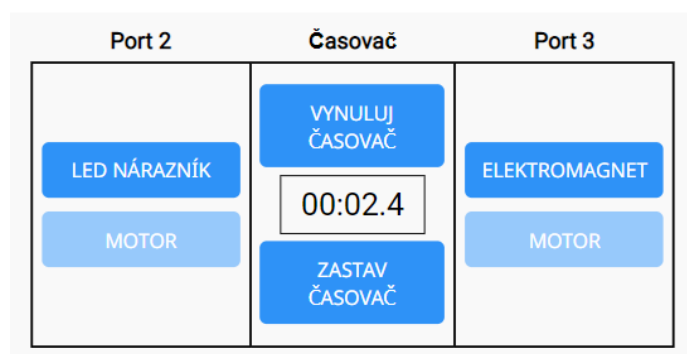 Port 2
Časovač
Port 3
LED NÁRAZNÍK
MOTOR
VYNULUJ
ČASOVAČ
00:02.4
ZASTAV
ČASOVAČ
ELEKTROMAGNET
MOTOR